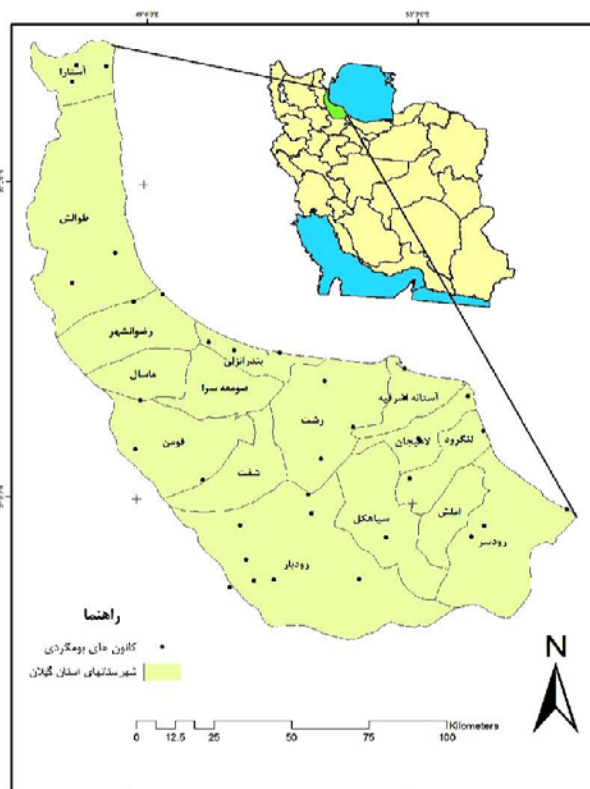 آستارا
طوالش
رضوانشهر
ماسال
بندرانزلی
صومعه سرا
رشت
آستانه اشرفیه
لاهیجان
لنگرود
فومن
شفت
املش
سیاهکل
رودسر
رودبار
راهنما
کانون های بومگردی
شهرستانهای استان گیلان
N
Kilometers
0 12.5 25 50 75 100